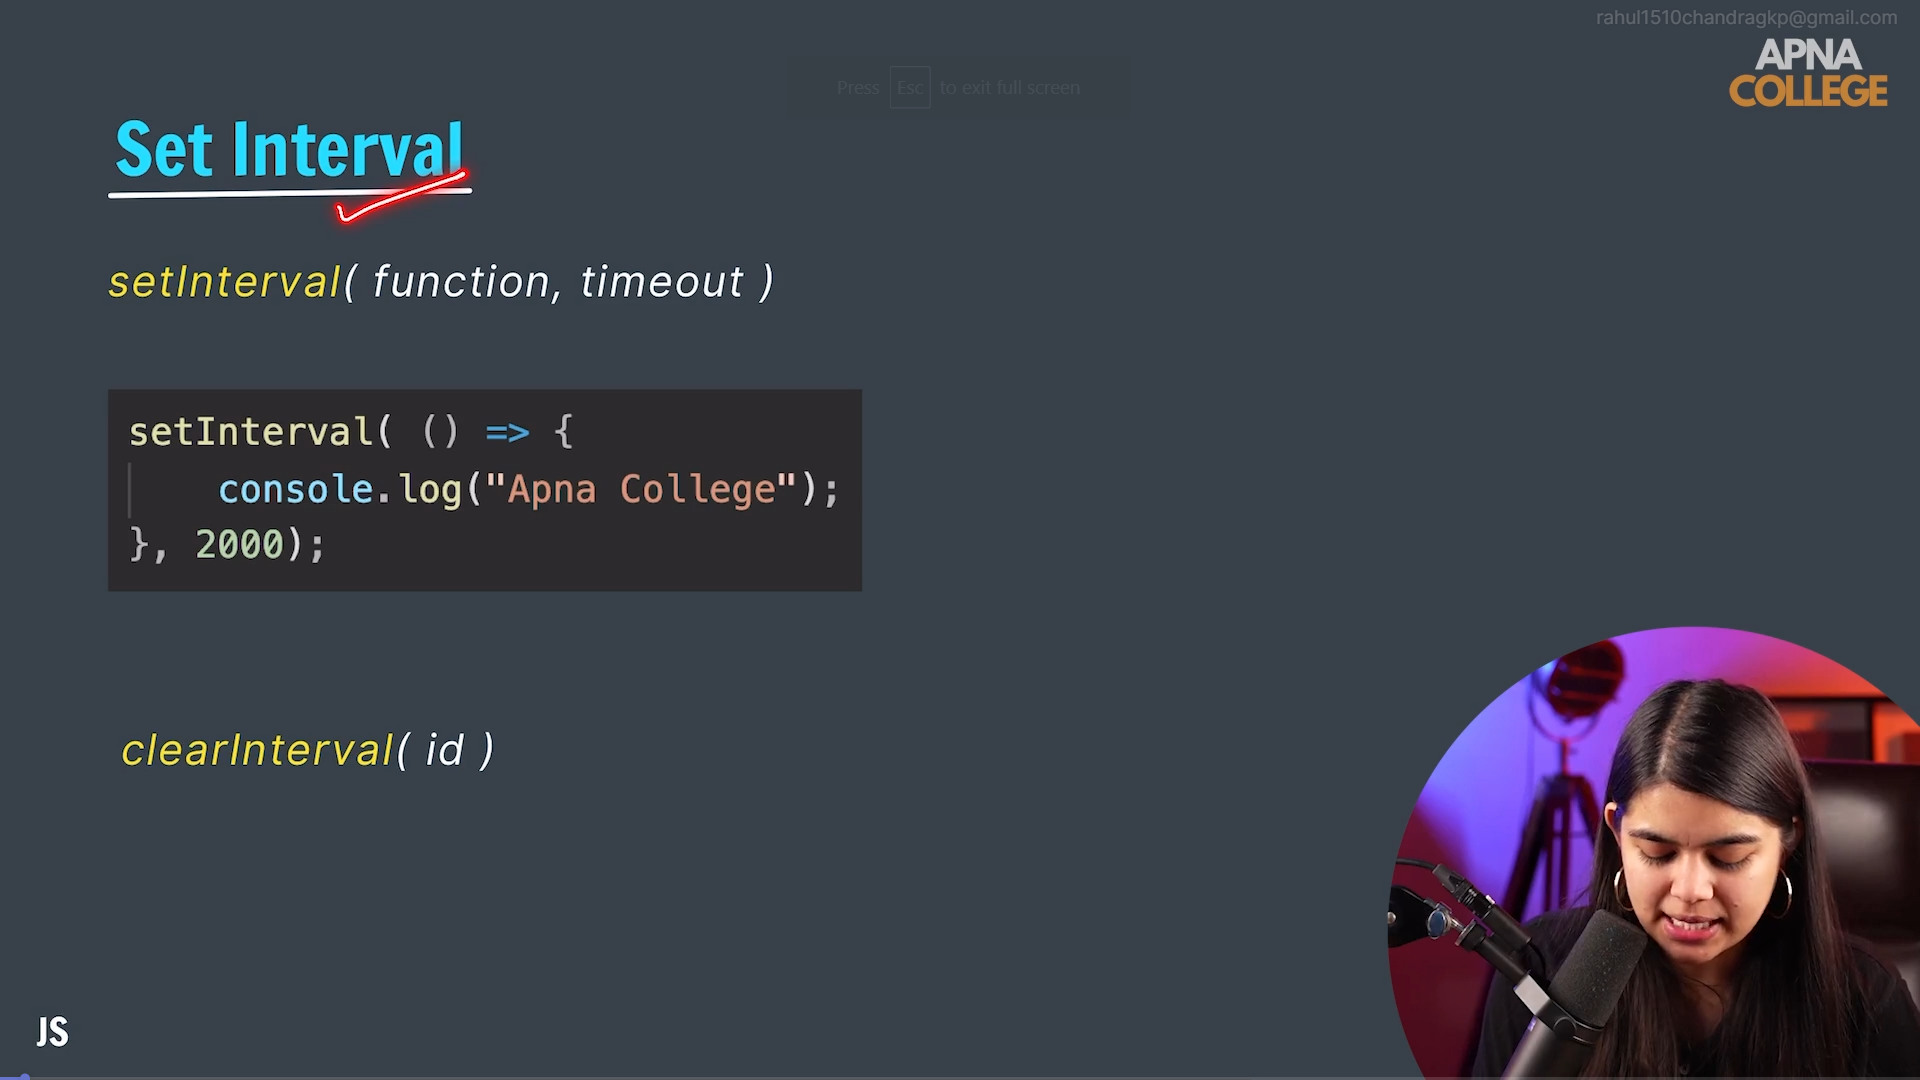 rahul1510chandragkp@gmail.com
APNA
COLLEGE
Press Esc to exit full screen
Set Interval
setInterval( function, timeout )
setInterval( () => {
console.log("Apna College");
}, 2000);
clearInterval( id )
JS